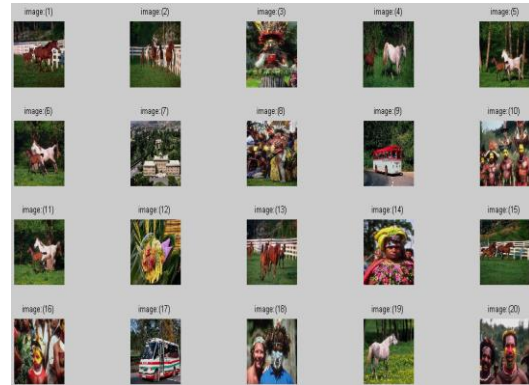 image:(1) image:(2) image:(3) image:(4) image:(5)
image:(6) image:(7) image:(8) image:(9) image:(10)
image:(11) image:(12) image:(13) image:(14) image:(15)
image:(16) image:(17) image:(18) image:(19) image:(20)